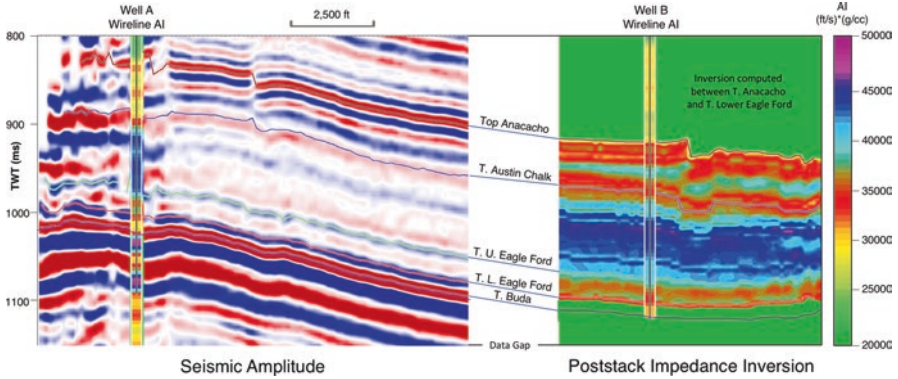 Well A
Wireline AI
2,500 ft
Well B
Wireline AI
AI
(ft/s)*(g/cc)
800
900
1000
1100
TWT (ms)
Top Anacacho
T. Austin Chalk
T. U. Eagle Ford
T. L. Eagle Ford
T. Buda
Data Gap
Inversion computed
between T. Anacacho
and T. Lower Eagle Ford
50000
45000
40000
35000
30000
25000
20000
Seismic Amplitude
Poststack Impedance Inversion